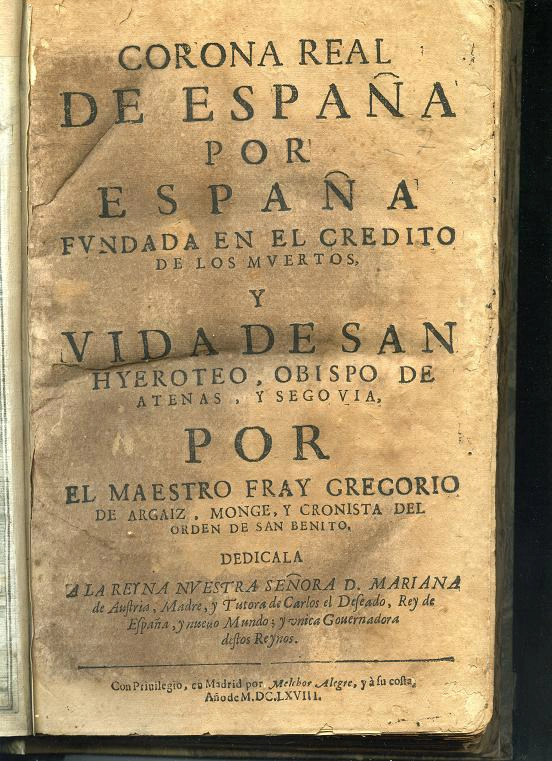 CORONA REAL
DE ESPAÑA
POR
ESPAÑA
FVNDADA EN EL CREDITO
DE LOS MVERTOS,
Y
VIDA DE SAN
HYEROTEO, OBISPO DE
ATENAS, Y SEGOVIA,
POR
EL MAESTRO FRAY GREGORIO
DE ARGAIZ, MONGE, Y CRONISTA DEL
ORDEN DE SAN BENITO,
DEDICALA
A LA REYNA NVESTRA SEÑORA D. MARIANA
de Auſtria, Madre, y Tutora de Carlos el Deſeado, Rey de
España, y nueuo Mundo; y vnica Gouernadora
deſtos Reynos.
Con Priuilegio, en Madrid por Melchor Alegre, y à ſu coſta,
Año de M.DC.LXVIII.